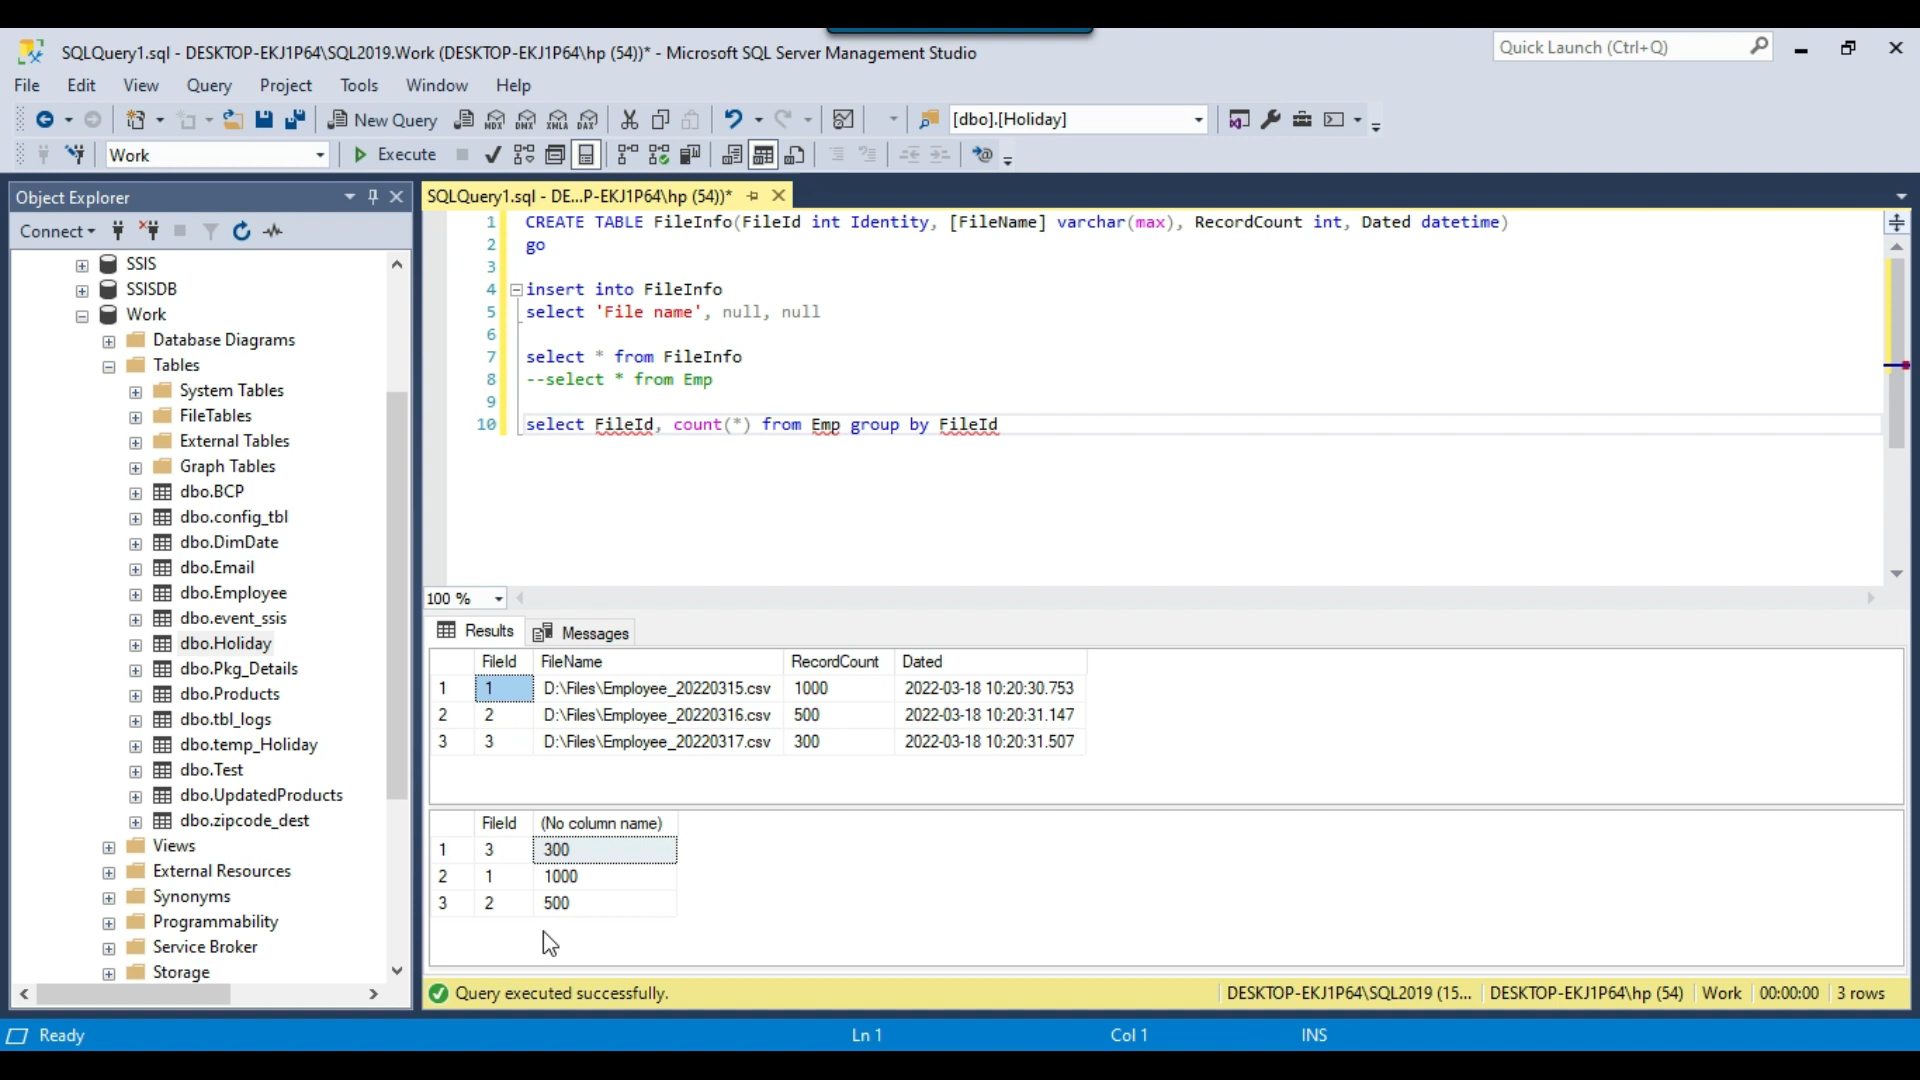 SQLQuery1.sql - DESKTOP-EKJ1P64\SQL2019.Work (DESKTOP-EKJ1P64\hp (54))* - Microsoft SQL Server Management Studio
Quick Launch (Ctrl+Q)
File Edit View Query Project Tools Window Help
New Query MDX DMX XMLA DAX [dbo].[Holiday]
Work Execute
Object Explorer
Connect
SSIS
SSISDB
Work
Database Diagrams
Tables
System Tables
FileTables
External Tables
Graph Tables
dbo.BCP
dbo.config_tbl
dbo.DimDate
dbo.Email
dbo.Employee
dbo.event_ssis
dbo.Holiday
dbo.Pkg_Details
dbo.Products
dbo.tbl_logs
dbo.temp_Holiday
dbo.Test
dbo.UpdatedProducts
dbo.zipcode_dest
Views
External Resources
Synonyms
Programmability
Service Broker
Storage
SQLQuery1.sql - DE...P-EKJ1P64\hp (54))*
1 CREATE TABLE FileInfo(FileId int Identity, [FileName] varchar(max), RecordCount int, Dated datetime)
2 go
3
4 insert into FileInfo
5 select 'File name', null, null
6
7 select * from FileInfo
8 --select * from Emp
9
10 select FileId, count(*) from Emp group by FileId
100 %
Results Messages
FileId FileName RecordCount Dated
1 1 D:\Files\Employee_20220315.csv 1000 2022-03-18 10:20:30.753
2 2 D:\Files\Employee_20220316.csv 500 2022-03-18 10:20:31.147
3 3 D:\Files\Employee_20220317.csv 300 2022-03-18 10:20:31.507
FileId (No column name)
1 3 300
2 1 1000
3 2 500
Query executed successfully.
DESKTOP-EKJ1P64\SQL2019 (15... DESKTOP-EKJ1P64\hp (54) Work 00:00:00 3 rows
Ready Ln 1 Col 1 INS